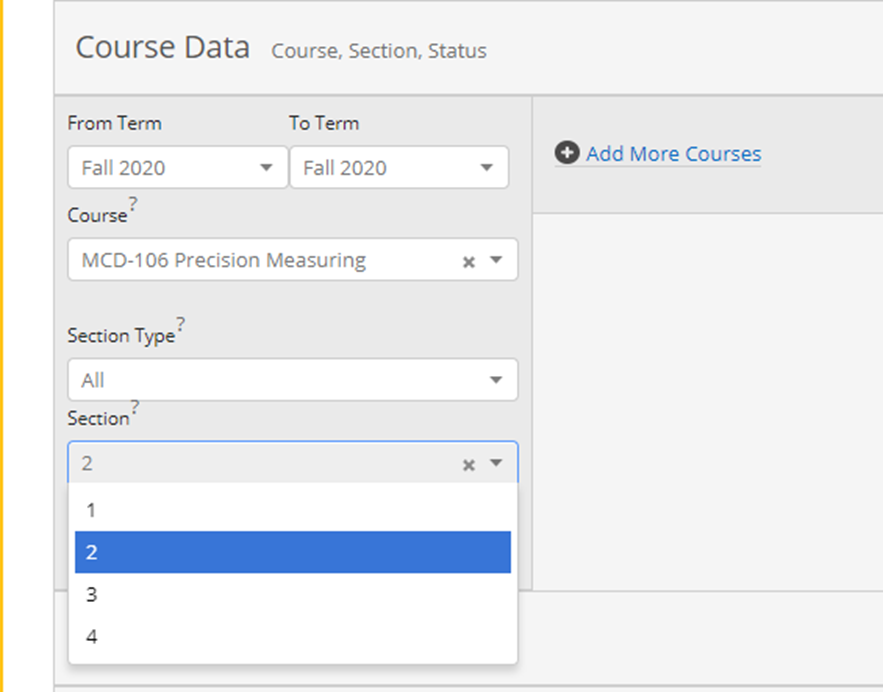 Course Data Course, Section, Status
From Term To Term
Fall 2020 Fall 2020
Add More Courses
Course?
MCD-106 Precision Measuring
Section Type?
All
Section?
2
1
2
3
4